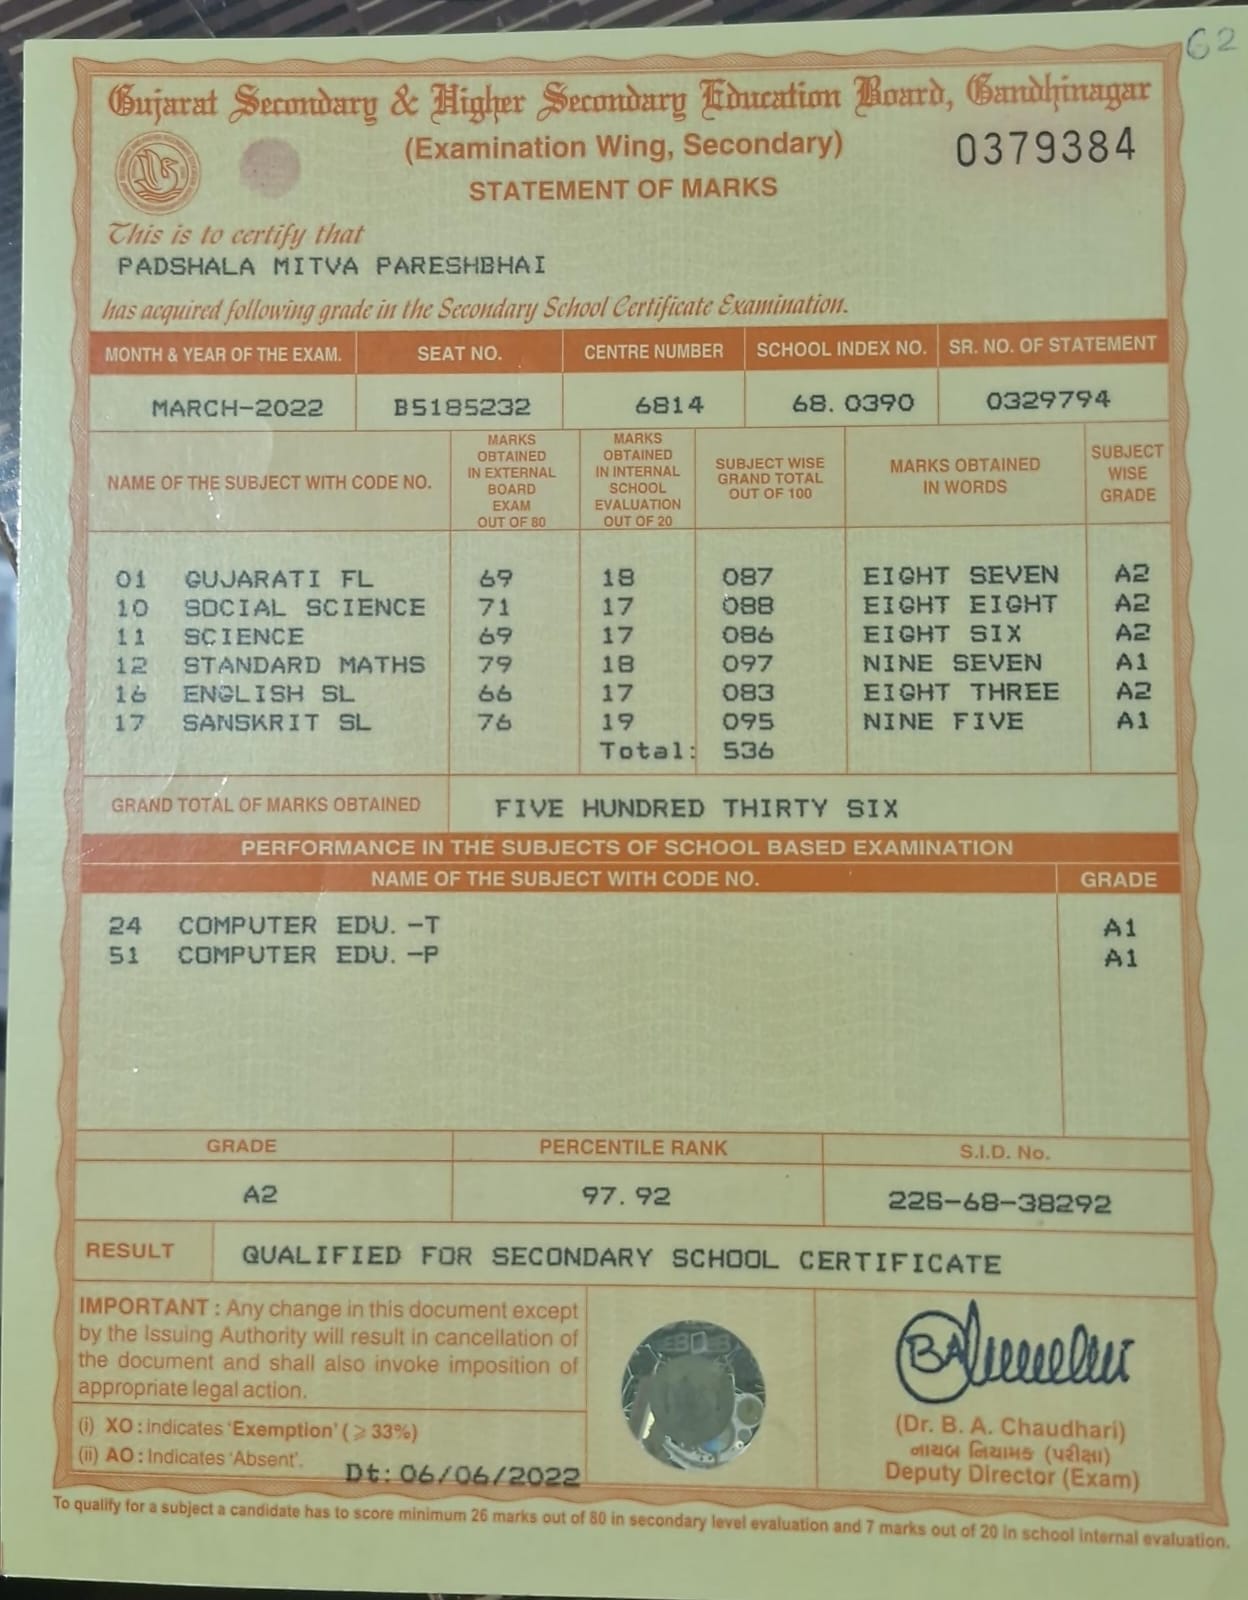 62
Gujarat Secondary & Higher Secondary Education Board, Gandhinagar
(Examination Wing, Secondary)
0379384
STATEMENT OF MARKS
This is to certify that
PADSHALA MITVA PARESHBHAI
has acquired following grade in the Secondary School Certificate Examination.
MONTH & YEAR OF THE EXAM. SEAT NO. CENTRE NUMBER SCHOOL INDEX NO. SR. NO. OF STATEMENT
MARCH-2022 B5185232 6814 68.0390 0329794
NAME OF THE SUBJECT WITH CODE NO. MARKS OBTAINED IN EXTERNAL BOARD EXAM OUT OF 80 MARKS OBTAINED IN INTERNAL SCHOOL EVALUATION OUT OF 20 SUBJECT WISE GRAND TOTAL OUT OF 100 MARKS OBTAINED IN WORDS SUBJECT WISE GRADE
01 GUJARATI FL 69 18 087 EIGHT SEVEN A2
10 SOCIAL SCIENCE 71 17 088 EIGHT EIGHT A2
11 SCIENCE 69 17 086 EIGHT SIX A2
12 STANDARD MATHS 79 18 097 NINE SEVEN A1
16 ENGLISH SL 66 17 083 EIGHT THREE A2
17 SANSKRIT SL 76 19 095 NINE FIVE A1
Total: 536
GRAND TOTAL OF MARKS OBTAINED FIVE HUNDRED THIRTY SIX
PERFORMANCE IN THE SUBJECTS OF SCHOOL BASED EXAMINATION
NAME OF THE SUBJECT WITH CODE NO. GRADE
24 COMPUTER EDU. -T A1
51 COMPUTER EDU. -P A1
GRADE PERCENTILE RANK S.I.D. No.
A2 97.92 22S-68-38292
RESULT QUALIFIED FOR SECONDARY SCHOOL CERTIFICATE
IMPORTANT : Any change in this document except
by the Issuing Authority will result in cancellation of
the document and shall also invoke imposition of
appropriate legal action.
(i) XO : indicates 'Exemption' (⩾ 33%)
(ii) AO : Indicates 'Absent'.
Dt: 06/06/2022
(Dr. B. A. Chaudhari)
નાયબ નિયામક (પરીક્ષા)
Deputy Director (Exam)
To qualify for a subject a candidate has to score minimum 26 marks out of 80 in secondary level evaluation and 7 marks out of 20 in school internal evaluation.